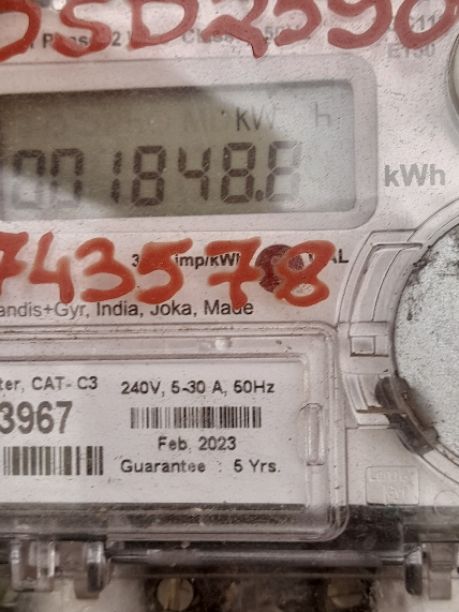 kW h
001848.8 kWh
743578
imp/kWh
andis+Gyr, India, Joka, Made
ter, CAT- C3
240V, 5-30 A, 50Hz
3967
Feb, 2023
Guarantee : 5 Yrs.